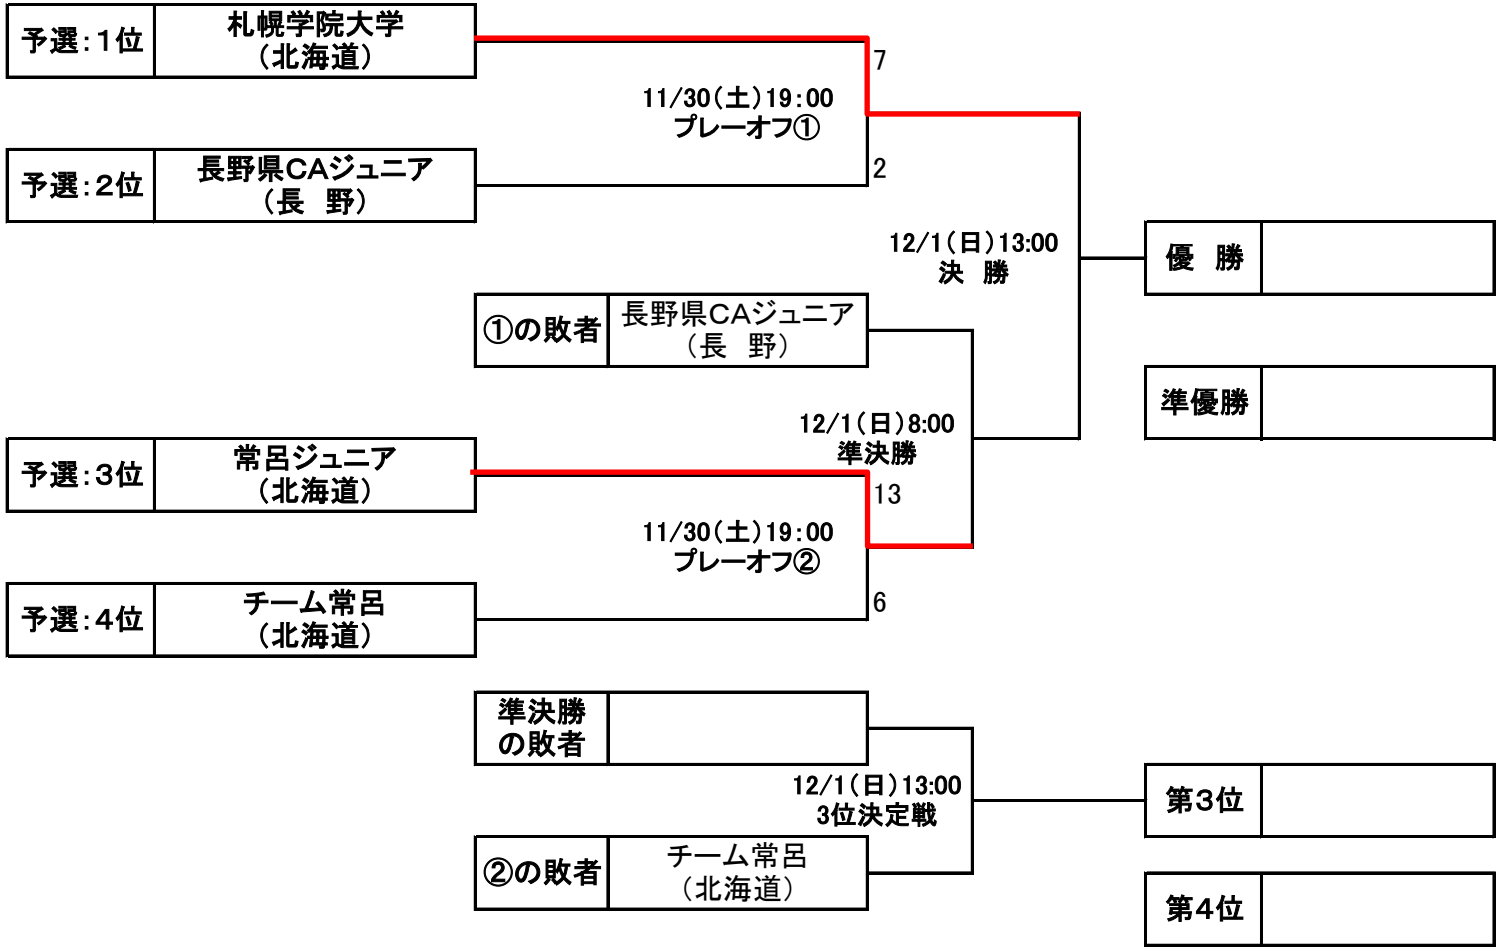 予選:1位
札幌学院大学
(北海道)
7
11/30(土)19:00
プレーオフ①
予選:2位
長野県CAジュニア
(長　野)
2
12/1(日)13:00
決　勝
優　勝
①の敗者
長野県CAジュニア
(長　野)
準優勝
12/1(日)8:00
準決勝
予選:3位
常呂ジュニア
(北海道)
13
11/30(土)19:00
プレーオフ②
予選:4位
チーム常呂
(北海道)
6
準決勝
の敗者
12/1(日)13:00
3位決定戦
第3位
②の敗者
チーム常呂
(北海道)
第4位